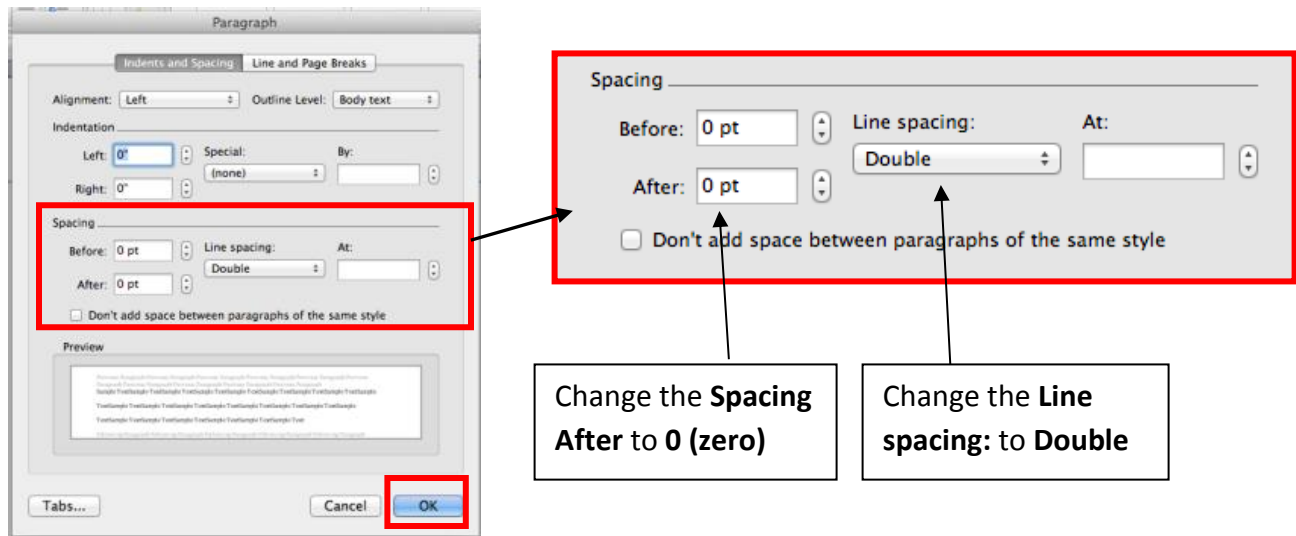 Paragraph
Indents and Spacing Line and Page Breaks
Alignment: Left Outline Level: Body text
Indentation
Left: 0" Special: By:
(none)
Right: 0"
Spacing
Before: 0 pt Line spacing: At:
Double
After: 0 pt
Don't add space between paragraphs of the same style
Preview
Tabs... Cancel OK
Spacing
Before: 0 pt Line spacing: At:
Double
After: 0 pt
Don't add space between paragraphs of the same style
Change the Spacing
After to 0 (zero)
Change the Line
spacing: to Double